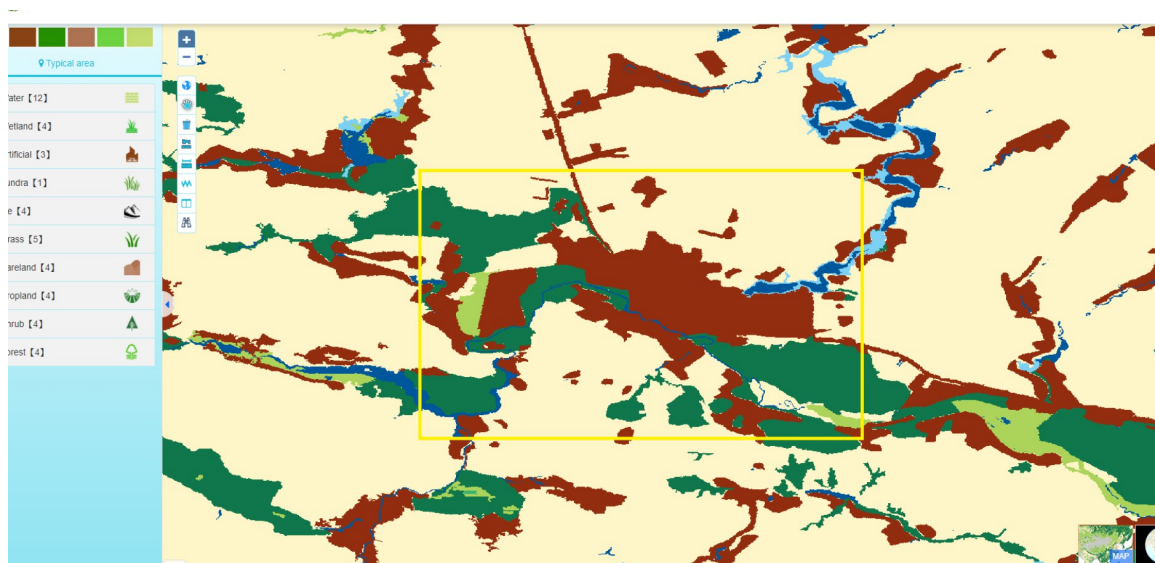 Typical area
ater【12】
etland【4】
rtificial【3】
undra【1】
e【4】
rass【5】
areland【4】
ropland【4】
hrub【4】
orest【4】
MAP